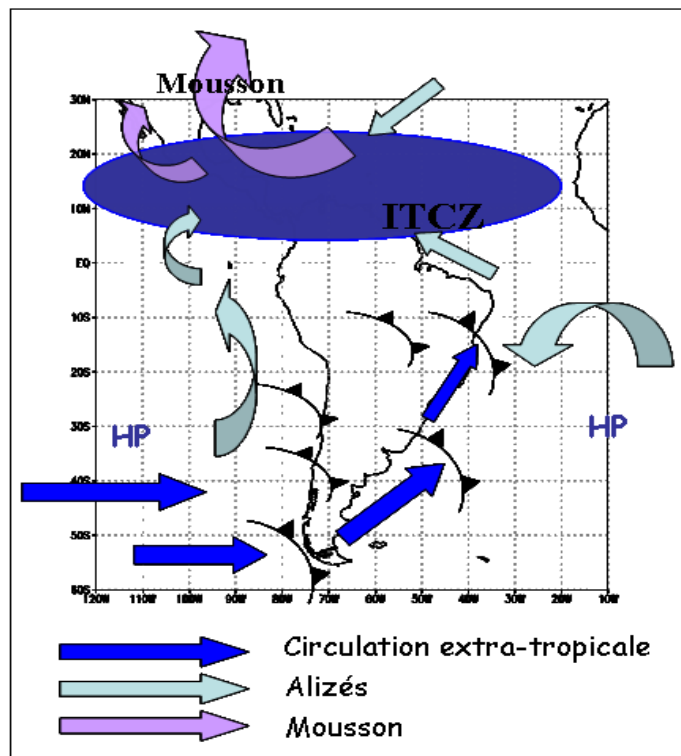 Mousson
30N
20N
ITCZ
10N
EQ
10S
20S
30S
HP
HP
40S
50S
60S
120W 110W 100W 90W 80W 70W 60W 50W 40W 30W 20W 10W
Circulation extra-tropicale
Alizés
Mousson